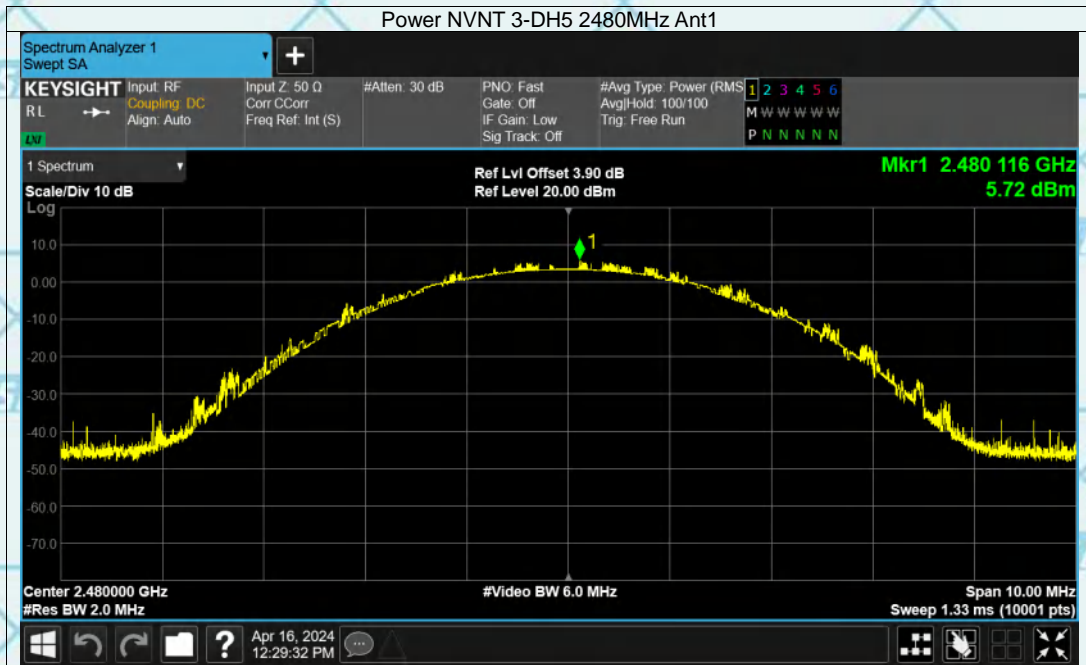 Power NVNT 3-DH5 2480MHz Ant1
Spectrum Analyzer 1
Swept SA
KEYSIGHT
RL
LXI
Input: RF
Coupling: DC
Align: Auto
Input Z: 50 Ω
Corr CCorr
Freq Ref: Int (S)
#Atten: 30 dB
PNO: Fast
Gate: Off
IF Gain: Low
Sig Track: Off
#Avg Type: Power (RMS
Avg|Hold: 100/100
Trig: Free Run
1 2 3 4 5 6
M W W W W W
P N N N N N
1 Spectrum
Scale/Div 10 dB
Log
Ref Lvl Offset 3.90 dB
Ref Level 20.00 dBm
Mkr1 2.480 116 GHz
5.72 dBm
1
10.0
0.00
-10.0
-20.0
-30.0
-40.0
-50.0
-60.0
-70.0
Center 2.480000 GHz
#Res BW 2.0 MHz
#Video BW 6.0 MHz
Span 10.00 MHz
Sweep 1.33 ms (10001 pts)
?
Apr 16, 2024
12:29:32 PM